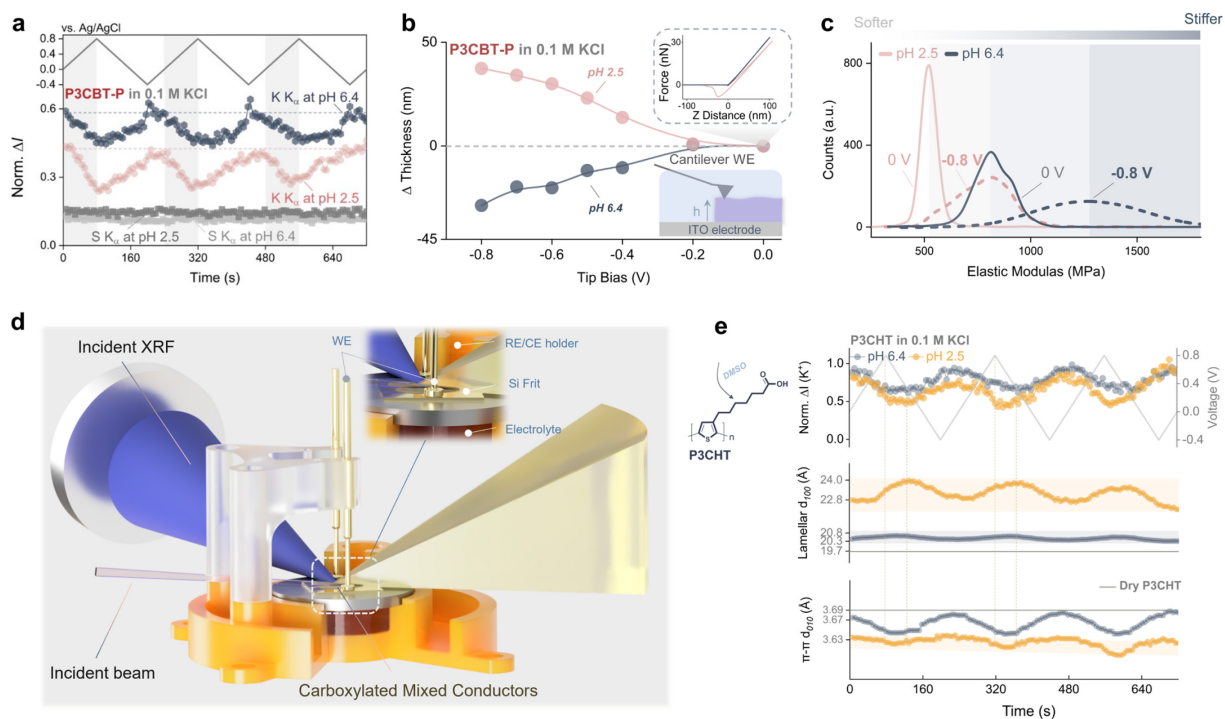 a
vs. Ag/AgCl
0.8
0.4
0.0
-0.4
P3CBT-P in 0.1 M KCl
0.6
0.3
0.0
Norm. ΔI
K Kα at pH 6.4
K Kα at pH 2.5
S Kα at pH 2.5
S Kα at pH 6.4
0 160 320 480 640
Time (s)
b
P3CBT-P in 0.1 M KCl
50
0
-45
Δ Thickness (nm)
pH 2.5
pH 6.4
30
0
Force (nN)
-100 0 100
Z Distance (nm)
Cantilever WE
h
ITO electrode
-0.8 -0.6 -0.4 -0.2 0.0
Tip Bias (V)
c
Softer
Stiffer
pH 2.5 pH 6.4
800
400
0
Counts (a.u.)
0 V
-0.8 V
0 V
-0.8 V
500 1000 1500
Elastic Modulas (MPa)
d
Incident XRF
WE
RE/CE holder
Si Frit
Electrolyte
Incident beam
Carboxylated Mixed Conductors
e
DMSO
O
OH
S
n
P3CHT
P3CHT in 0.1 M KCl
pH 6.4 pH 2.5
1.0
0.5
0.0
Norm. ΔI (K⁺)
0.8
0.4
0.0
-0.4
Voltage (V)
24.0
22.8
20.8
20.3
19.7
Lamellar d100 (Å)
Dry P3CHT
3.69
3.67
3.63
π-π d010 (Å)
0 160 320 480 640
Time (s)